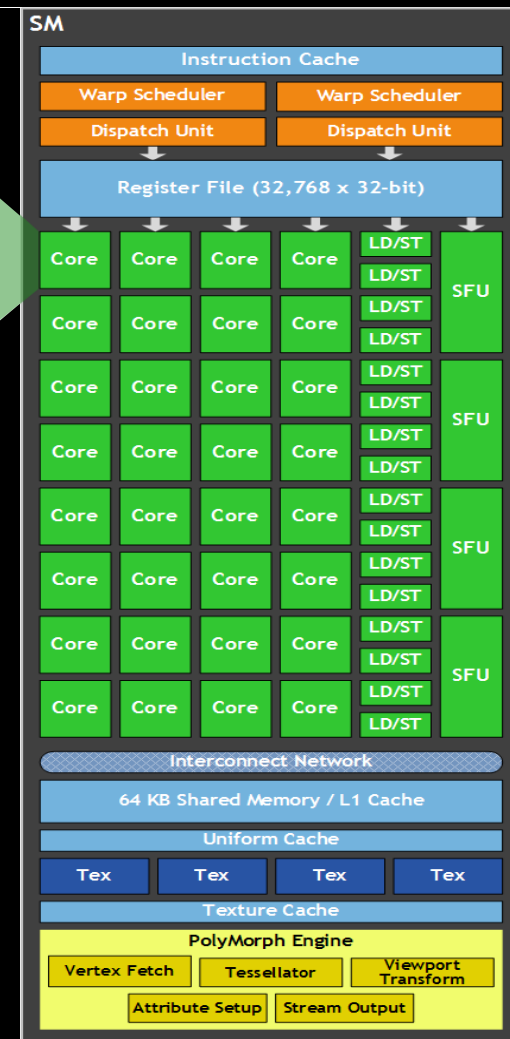 SM
Instruction Cache
Warp Scheduler Warp Scheduler
Dispatch Unit Dispatch Unit
Register File (32,768 x 32-bit)
Core Core Core Core LD/ST SFU
LD/ST
Core Core Core Core LD/ST
LD/ST
Core Core Core Core LD/ST SFU
LD/ST
Core Core Core Core LD/ST
LD/ST
Core Core Core Core LD/ST SFU
LD/ST
Core Core Core Core LD/ST
LD/ST
Core Core Core Core LD/ST SFU
LD/ST
Core Core Core Core LD/ST
LD/ST
Interconnect Network
64 KB Shared Memory / L1 Cache
Uniform Cache
Tex Tex Tex Tex
Texture Cache
PolyMorph Engine
Vertex Fetch Tessellator Viewport
Transform
Attribute Setup Stream Output